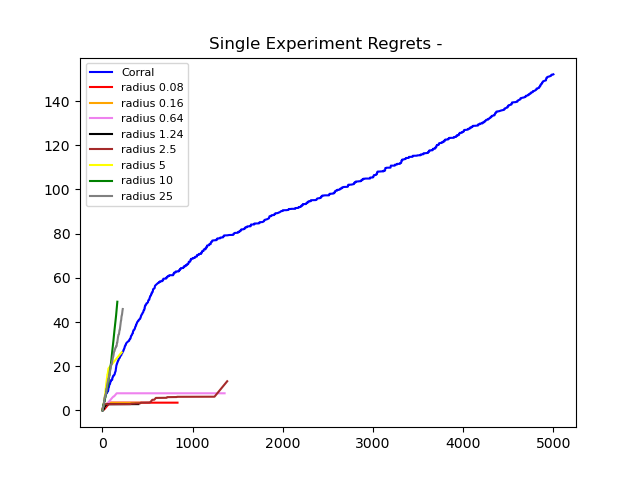 Single Experiment Regrets -
Corral
radius 0.08
radius 0.16
radius 0.64
radius 1.24
radius 2.5
radius 5
radius 10
radius 25
140
120
100
80
60
40
20
0
0 1000 2000 3000 4000 5000